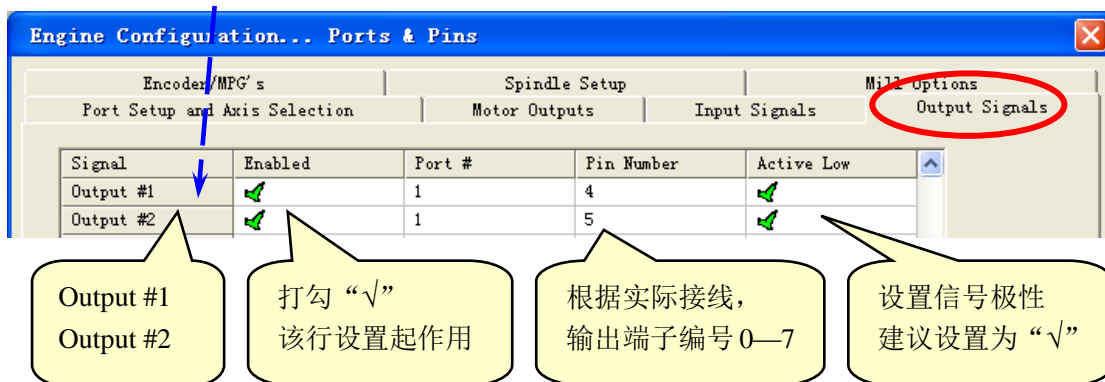 Engine Configuration... Ports & Pins
Encoder/MPG's Spindle Setup Mill Options
Port Setup and Axis Selection Motor Outputs Input Signals Output Signals
Signal Enabled Port # Pin Number Active Low
Output #1 1 4
Output #2 1 5
Output #1
Output #2
打勾“√”
该行设置起作用
根据实际接线,
输出端子编号 0—7
设置信号极性
建议设置为“√”